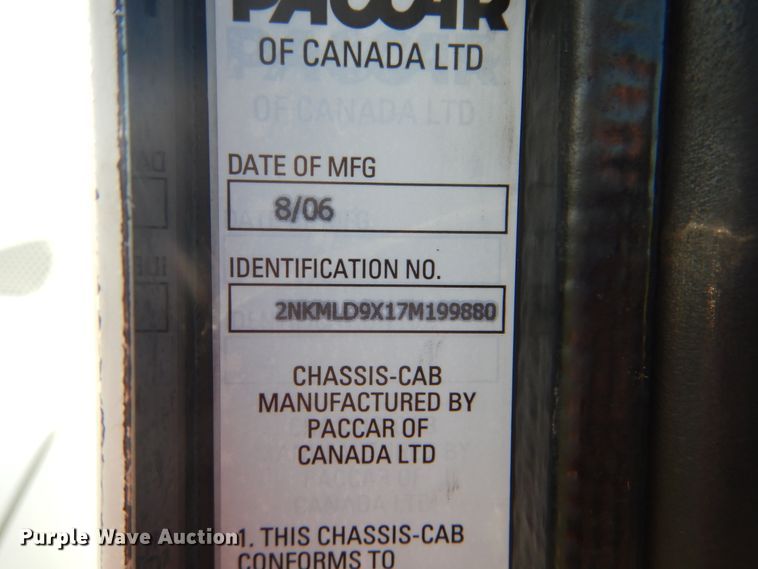 PACCAR
OF CANADA LTD
DATE OF MFG
8/06
IDENTIFICATION NO.
2NKMLD9X17M199880
CHASSIS-CAB
MANUFACTURED BY
PACCAR OF
CANADA LTD
1. THIS CHASSIS-CAB
CONFORMS TO
Purple Wave Auction